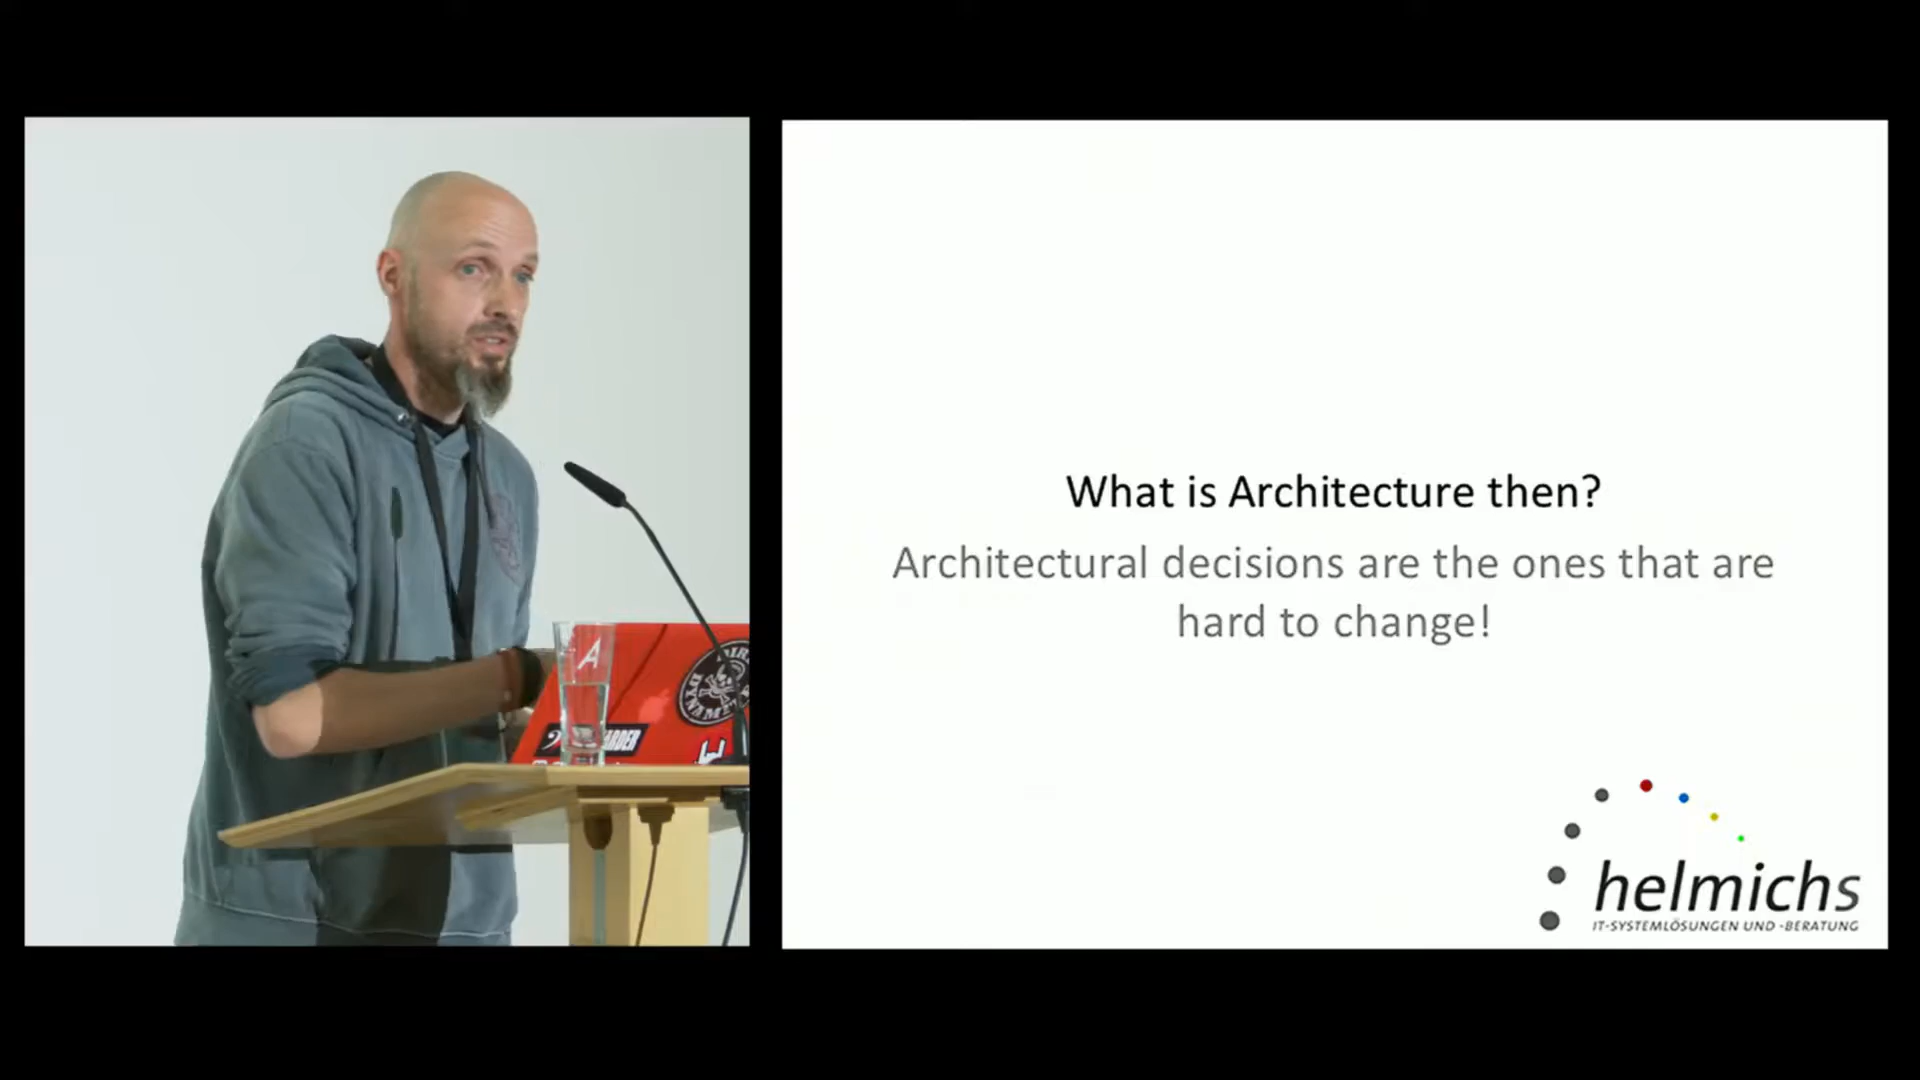 What is Architecture then?
Architectural decisions are the ones that are
hard to change!
helmichs
IT-SYSTEMLÖSUNGEN UND -BERATUNG
A